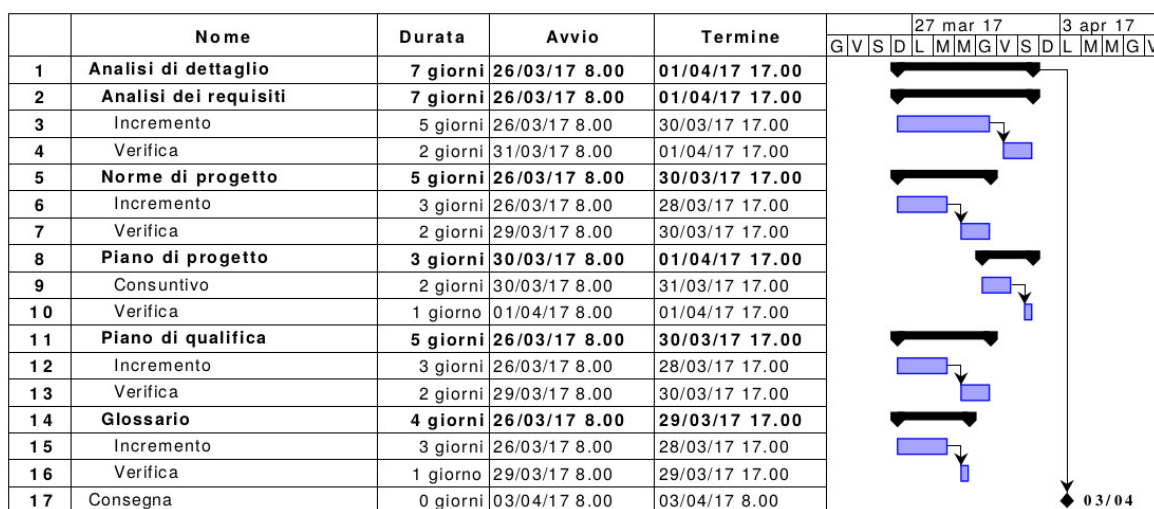 27 mar 17 3 apr 17
Nome Durata Avvio Termine
G V S D L M M G V S D L M M G V
1 Analisi di dettaglio 7 giorni 26/03/17 8.00 01/04/17 17.00
2 Analisi dei requisiti 7 giorni 26/03/17 8.00 01/04/17 17.00
3 Incremento 5 giorni 26/03/17 8.00 30/03/17 17.00
4 Verifica 2 giorni 31/03/17 8.00 01/04/17 17.00
5 Norme di progetto 5 giorni 26/03/17 8.00 30/03/17 17.00
6 Incremento 3 giorni 26/03/17 8.00 28/03/17 17.00
7 Verifica 2 giorni 29/03/17 8.00 30/03/17 17.00
8 Piano di progetto 3 giorni 30/03/17 8.00 01/04/17 17.00
9 Consuntivo 2 giorni 30/03/17 8.00 31/03/17 17.00
10 Verifica 1 giorno 01/04/17 8.00 01/04/17 17.00
11 Piano di qualifica 5 giorni 26/03/17 8.00 30/03/17 17.00
12 Incremento 3 giorni 26/03/17 8.00 28/03/17 17.00
13 Verifica 2 giorni 29/03/17 8.00 30/03/17 17.00
14 Glossario 4 giorni 26/03/17 8.00 29/03/17 17.00
15 Incremento 3 giorni 26/03/17 8.00 28/03/17 17.00
16 Verifica 1 giorno 29/03/17 8.00 29/03/17 17.00
17 Consegna 0 giorni 03/04/17 8.00 03/04/17 8.00 03/04